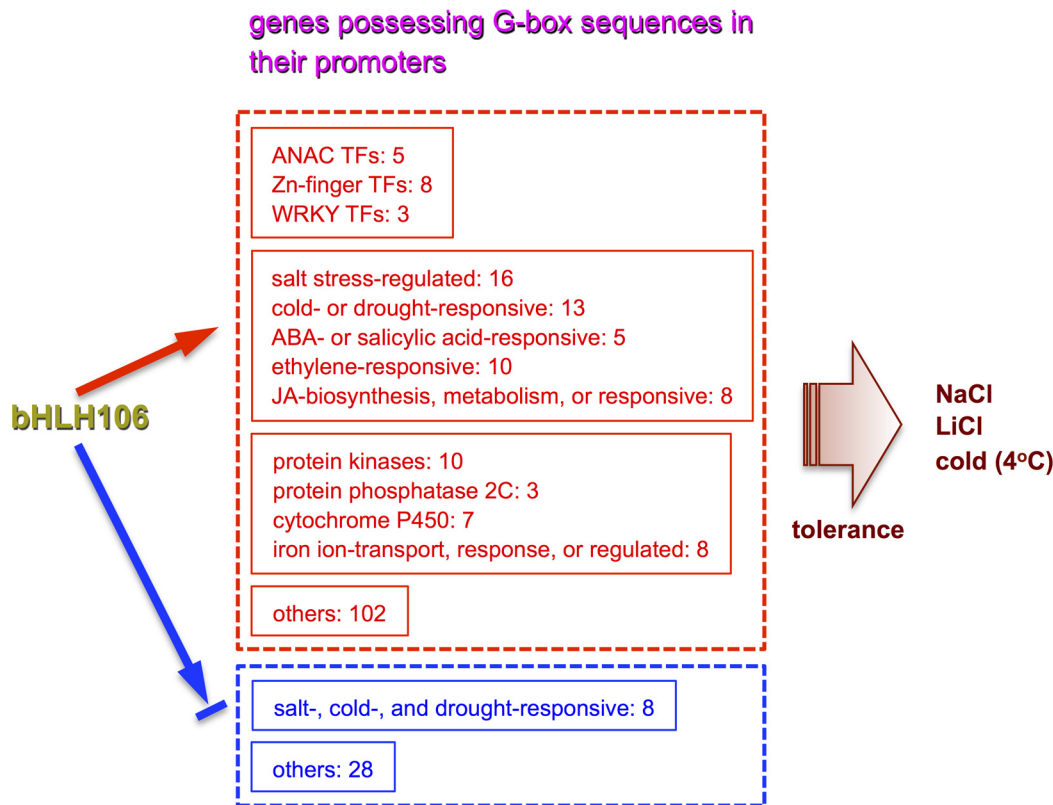 genes possessing G-box sequences in
their promoters
ANAC TFs: 5
Zn-finger TFs: 8
WRKY TFs: 3
salt stress-regulated: 16
cold- or drought-responsive: 13
ABA- or salicylic acid-responsive: 5
ethylene-responsive: 10
JA-biosynthesis, metabolism, or responsive: 8
bHLH106
protein kinases: 10
protein phosphatase 2C: 3
cytochrome P450: 7
iron ion-transport, response, or regulated: 8
others: 102
salt-, cold-, and drought-responsive: 8
others: 28
tolerance
NaCl
LiCl
cold (4°C)